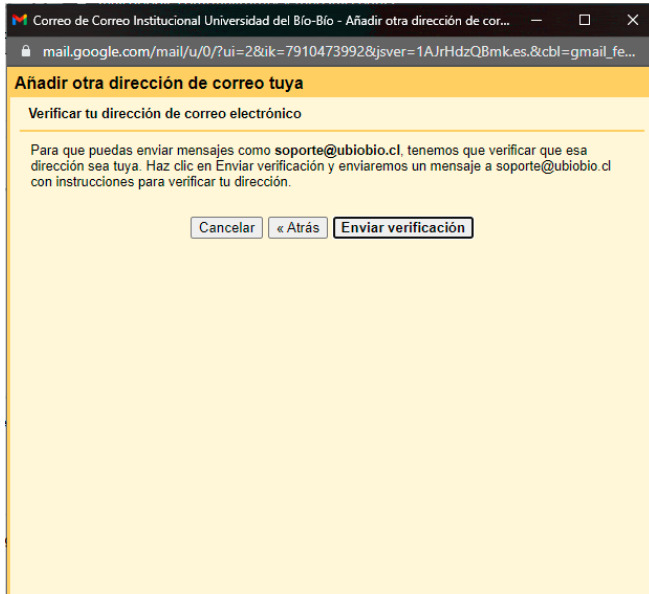 Correo de Correo Institucional Universidad del Bío-Bío - Añadir otra dirección de cor...
mail.google.com/mail/u/0/?ui=2&ik=7910473992&jsver=1AJrHdzQBmk.es.&cbl=gmail_fe...
Añadir otra dirección de correo tuya
Verificar tu dirección de correo electrónico
Para que puedas enviar mensajes como soporte@ubiobio.cl, tenemos que verificar que esa
dirección sea tuya. Haz clic en Enviar verificación y enviaremos un mensaje a soporte@ubiobio.cl
con instrucciones para verificar tu dirección.
Cancelar « Atrás Enviar verificación